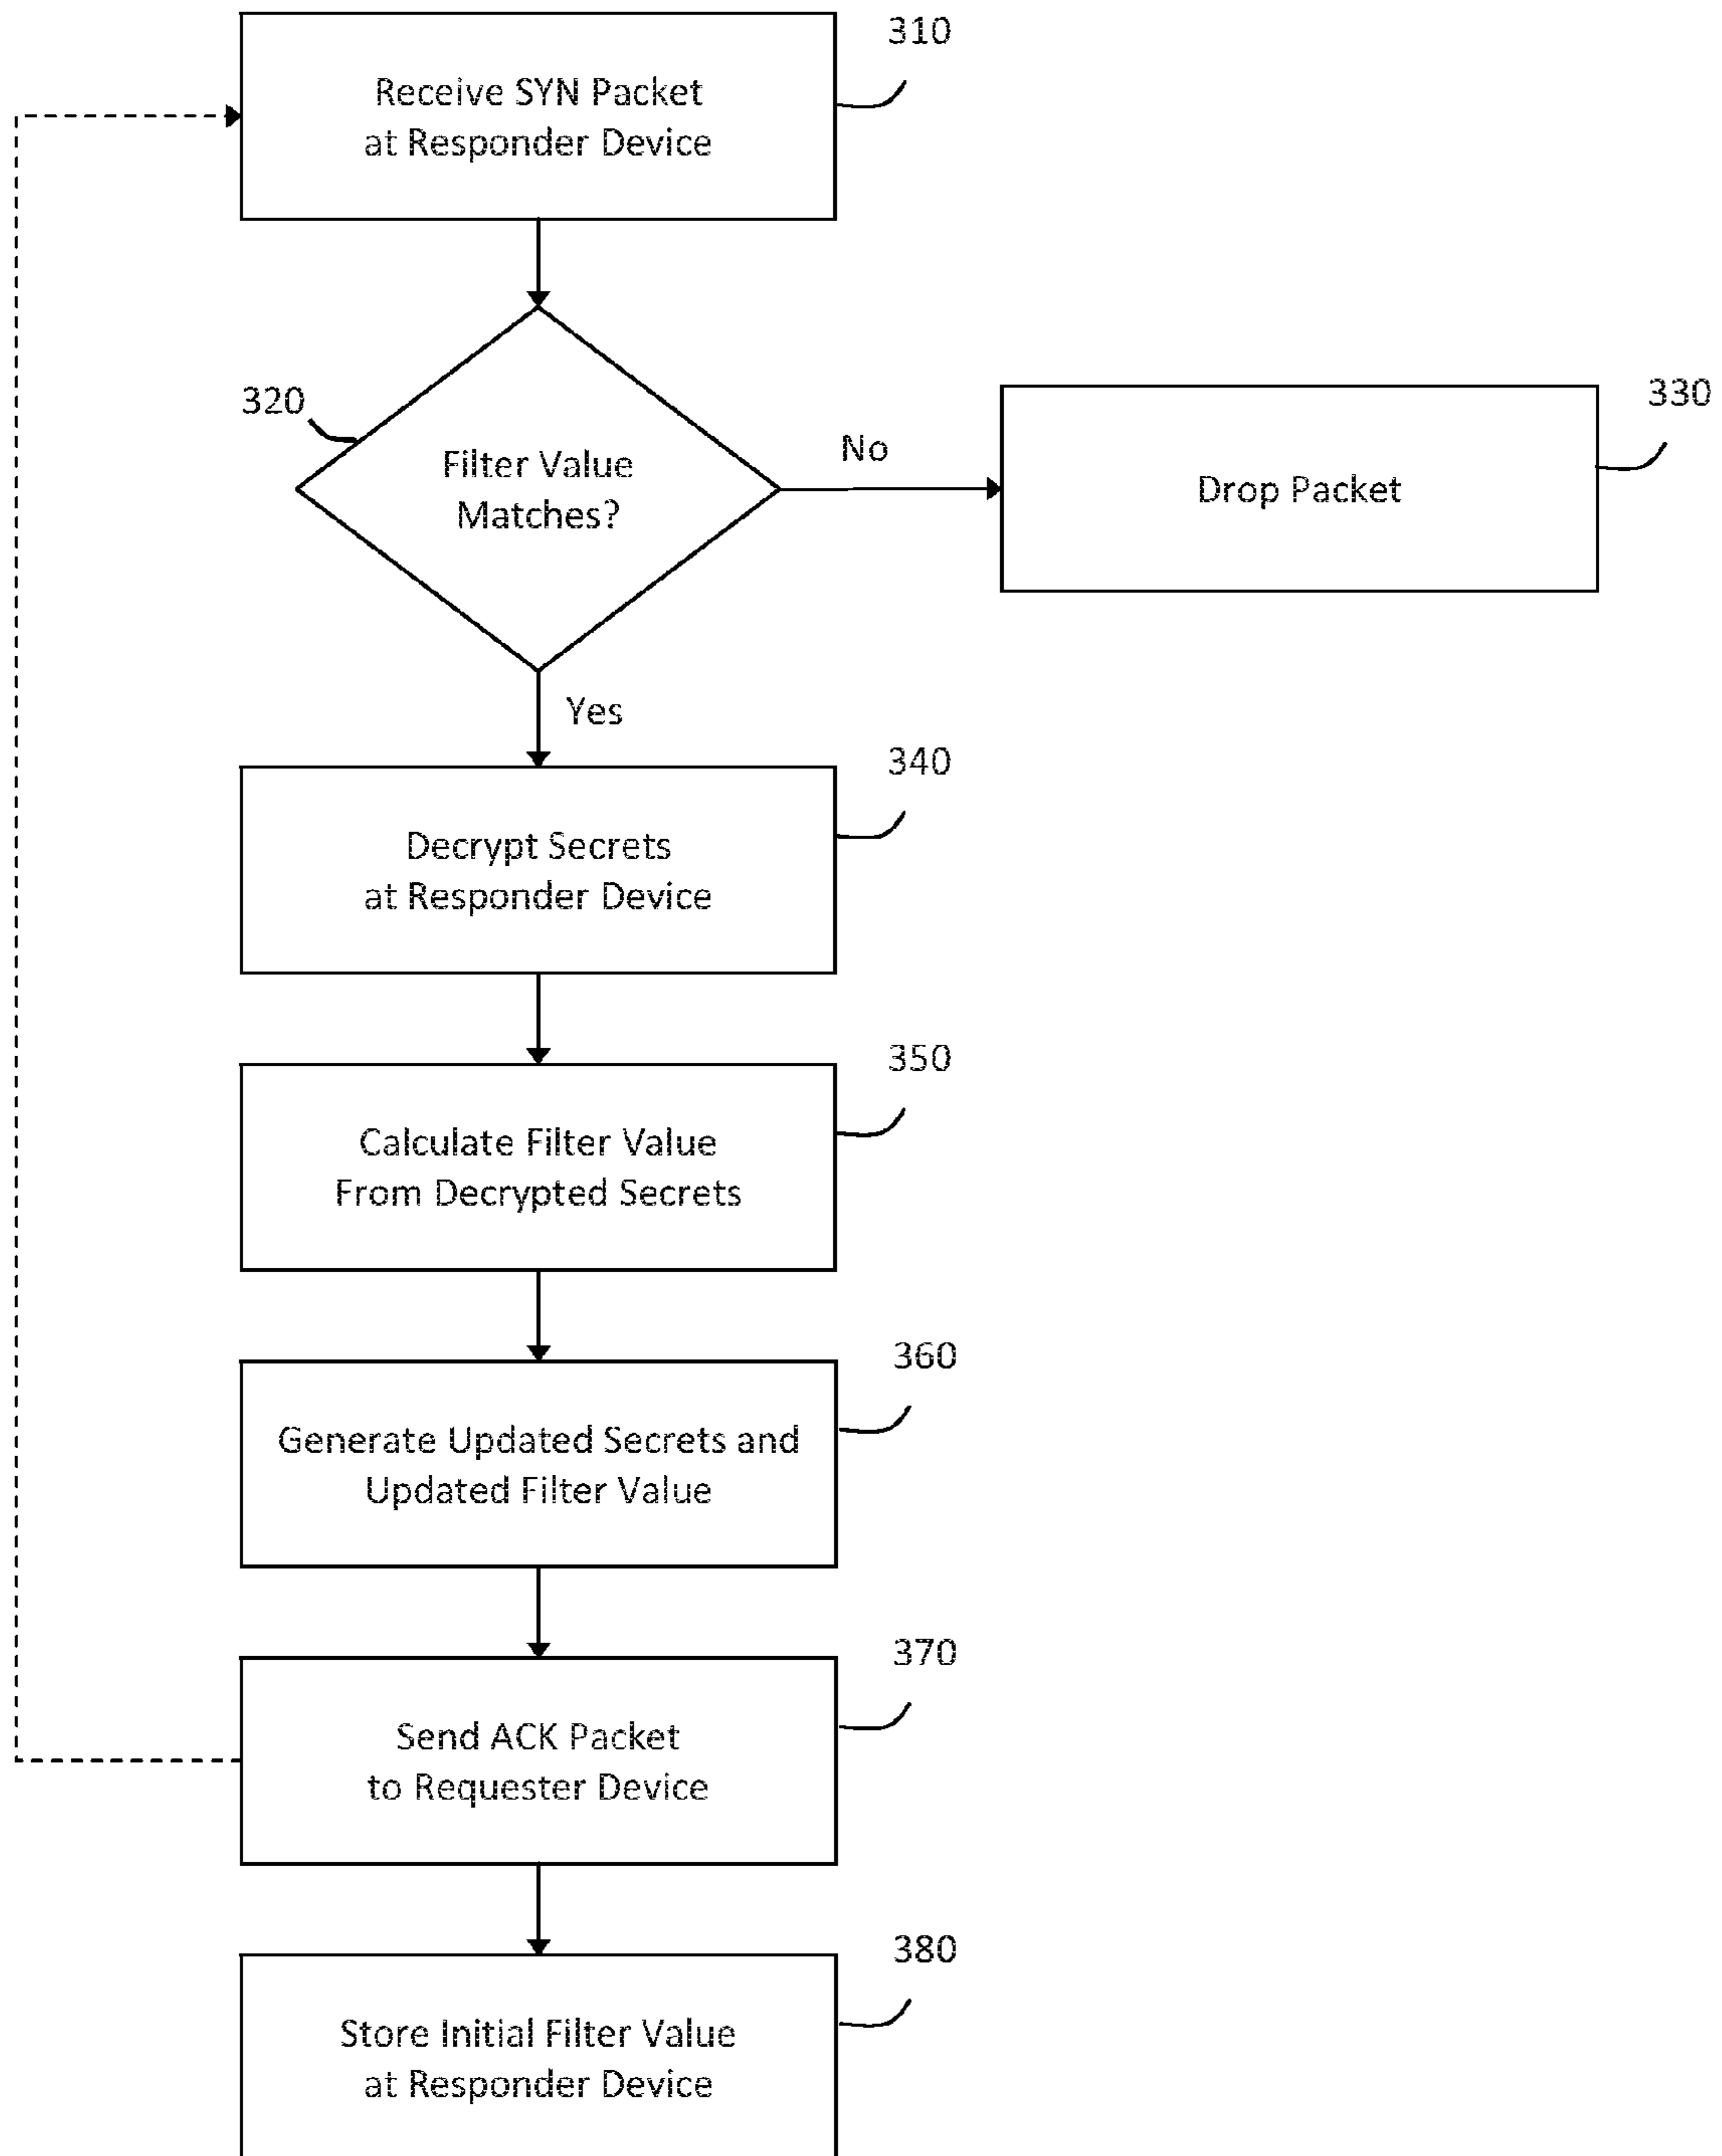 310
Receive SYN Packet
at Responder Device
320
Filter Value
Matches?
No
330
Drop Packet
Yes
340
Decrypt Secrets
at Responder Device
350
Calculate Filter Value
From Decrypted Secrets
360
Generate Updated Secrets and
Updated Filter Value
370
Send ACK Packet
to Requester Device
380
Store Initial Filter Value
at Responder Device